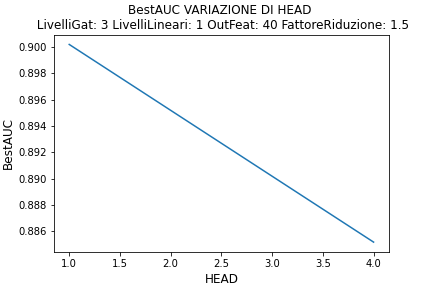 BestAUC VARIAZIONE DI HEAD
LivelliGat: 3 LivelliLineari: 1 OutFeat: 40 FattoreRiduzione: 1.5
0.900
0.898
0.896
0.894
0.892
0.890
0.888
0.886
BestAUC
1.0 1.5 2.0 2.5 3.0 3.5 4.0
HEAD